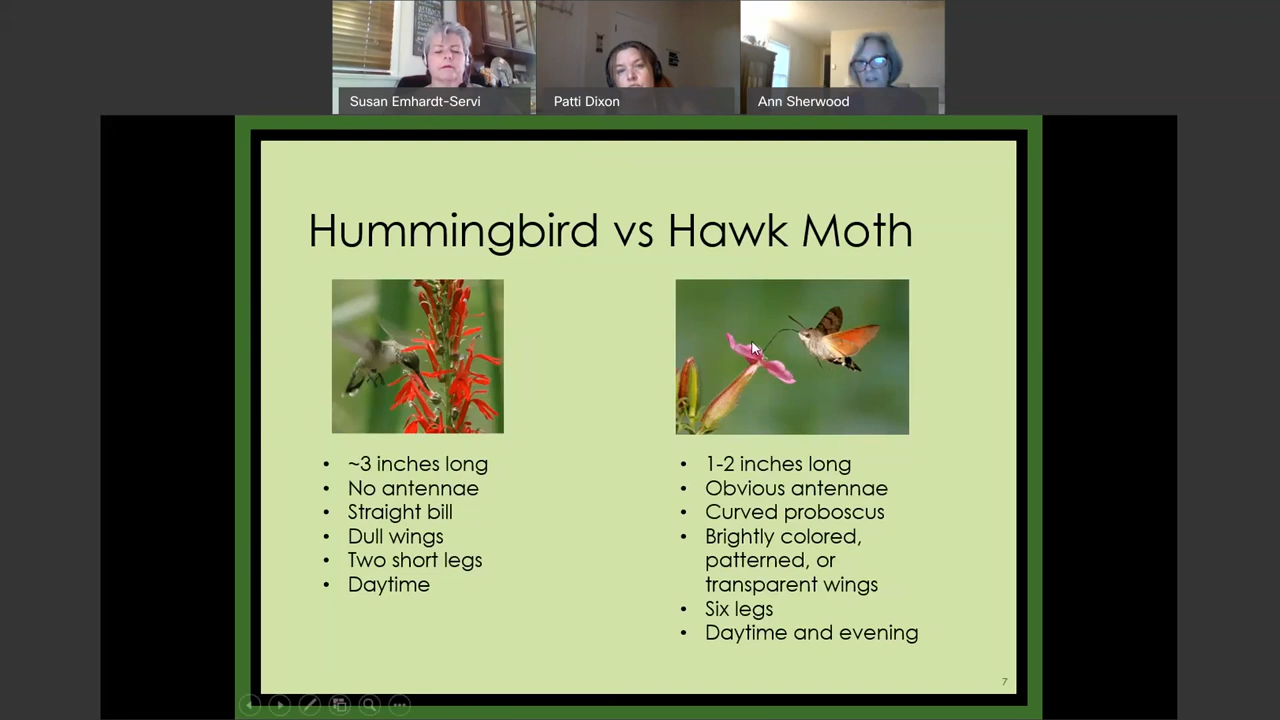 Susan Emhardt-Servi
Patti Dixon
Ann Sherwood
Hummingbird vs Hawk Moth
• ~3 inches long
• No antennae
• Straight bill
• Dull wings
• Two short legs
• Daytime
• 1-2 inches long
• Obvious antennae
• Curved proboscus
• Brightly colored,
patterned, or
transparent wings
• Six legs
• Daytime and evening
7